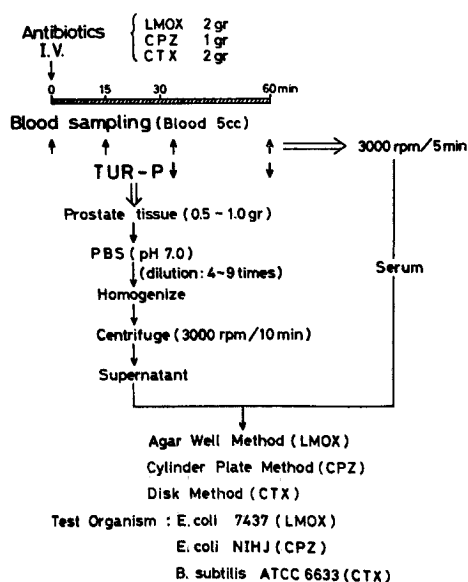 Antibiotics
I.V.
LMOX 2 gr
CPZ 1 gr
CTX 2 gr
0 15 30 60 min
Blood sampling (Blood 5cc)
3000 rpm/5 min
TUR-P
Prostate tissue (0.5 ~ 1.0 gr)
PBS (pH 7.0)
(dilution: 4~9 times)
Serum
Homogenize
Centrifuge (3000 rpm/10 min)
Supernatant
Agar Well Method (LMOX)
Cylinder Plate Method (CPZ)
Disk Method (CTX)
Test Organism : E. coli 7437 (LMOX)
E. coli NIHJ (CPZ)
B. subtilis ATCC 6633 (CTX)